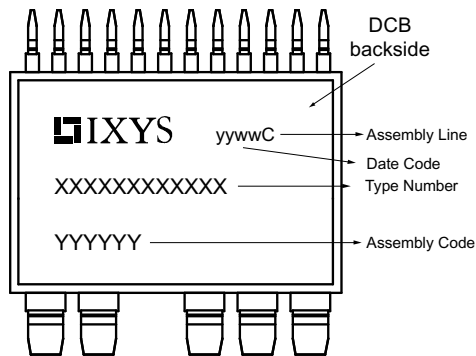 DCB
backside
IXYS
yywwC
Assembly Line
Date Code
XXXXXXXXXXXX
Type Number
YYYYYY
Assembly Code